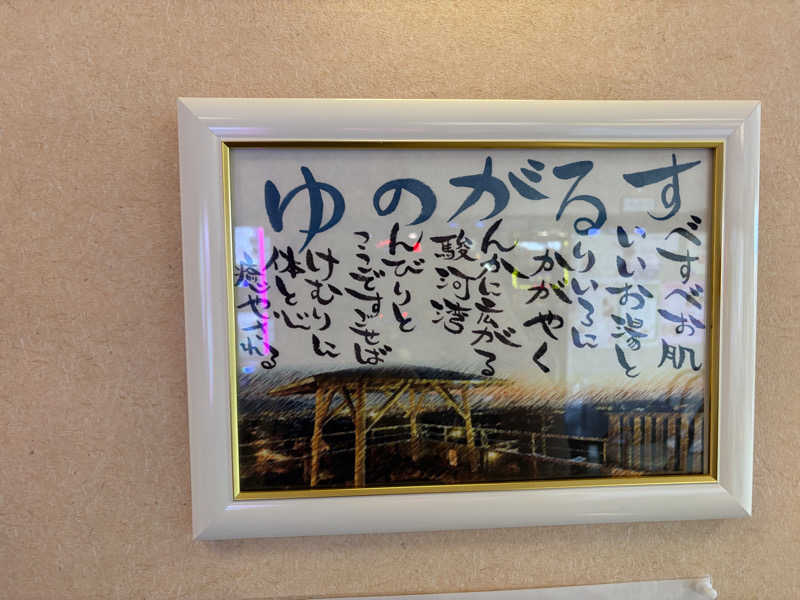 すべすべお肌
いいお湯と
るりいろに
かがやく
がんかに広がる
駿河湾
のんびりと
ここですごせば
ゆけむりに
体と心
癒やされる